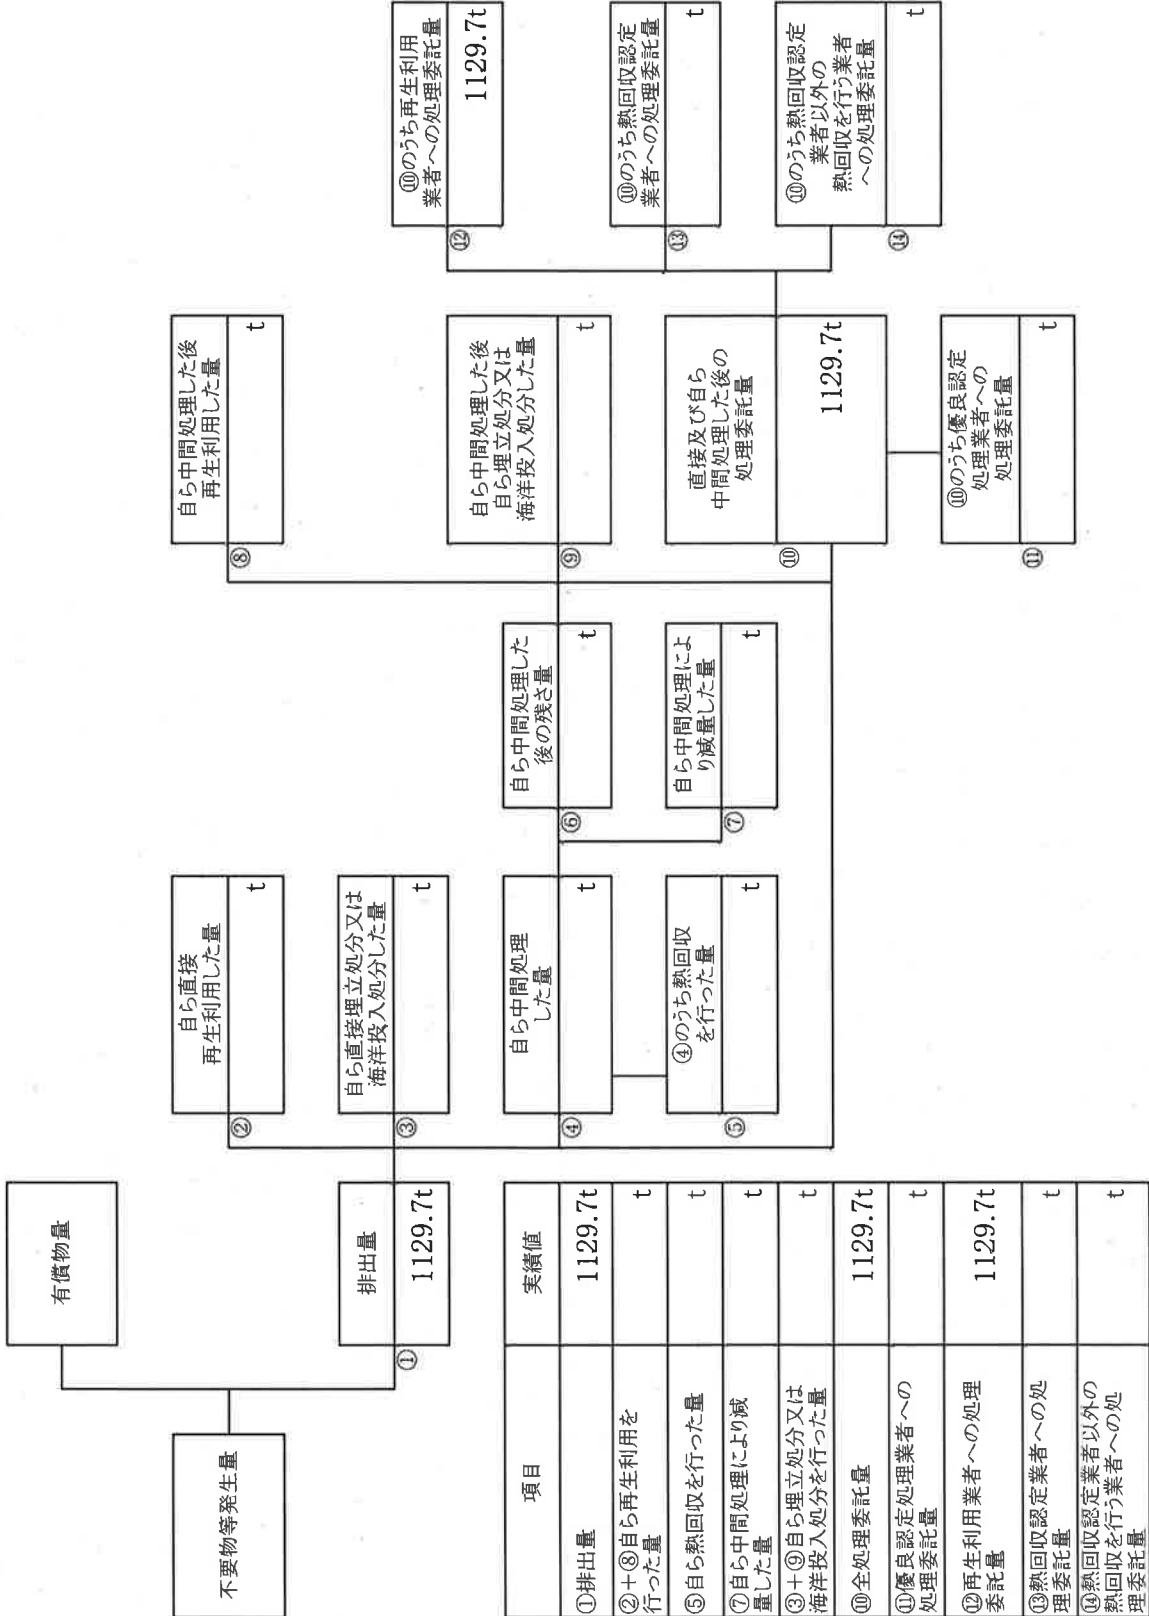 不要物等発生量
有償物量
①
排出量
1129.7t
②
自ら直接
再生利用した量
t
③
自ら直接埋立処分又は
海洋投入処分した量
t
④
自ら中間処理
した量
t
⑤
④のうち熱回収
を行った量
t
⑥
自ら中間処理した
後の残さ量
t
⑦
自ら中間処理によ
り減量した量
t
⑧
自ら中間処理した後
再生利用した量
t
⑨
自ら中間処理した後
自ら埋立処分又は
海洋投入処分した量
t
⑩
直接及び自ら
中間処理した後の
処理委託量
1129.7t
⑪
⑩のうち優良認定
処理業者への
処理委託量
t
⑫
⑩のうち再生利用
業者への処理委託量
1129.7t
⑬
⑩のうち熱回収認定
業者への処理委託量
t
⑭
⑩のうち熱回収認定
業者以外の
熱回収を行う業者
への処理委託量
t
項目 実績値
①排出量 1129.7t
②+⑧自ら再生利用を
行った量 t
⑤自ら熱回収を行った量 t
⑦自ら中間処理により減
量した量 t
③+⑨自ら埋立処分又は
海洋投入処分を行った量 t
⑩全処理委託量 1129.7t
⑪優良認定処理業者への
処理委託量 t
⑫再生利用業者への処理
委託量 1129.7t
⑬熱回収認定業者への処
理委託量 t
⑭熱回収認定業者以外の
熱回収を行う業者への処
理委託量 t